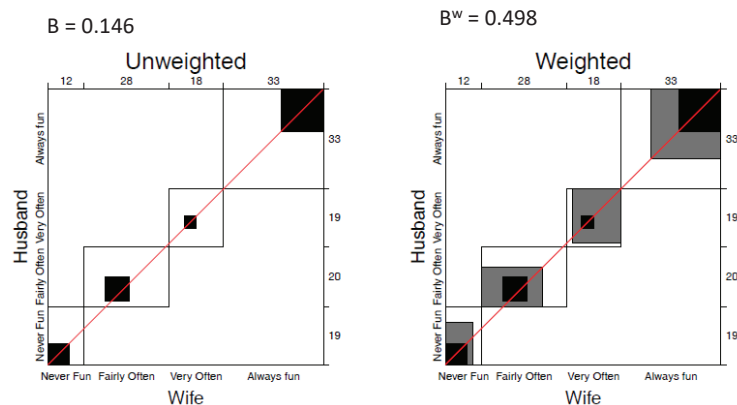 B = 0.146
Unweighted
12 28 18 33
Always fun
Very Often
Fairly Often
Never Fun
Husband
33
19
20
19
Never Fun Fairly Often Very Often Always fun
Wife
Bʷ = 0.498
Weighted
12 28 18 33
Always fun
Very Often
Fairly Often
Never Fun
Husband
33
19
20
19
Never Fun Fairly Often Very Often Always fun
Wife